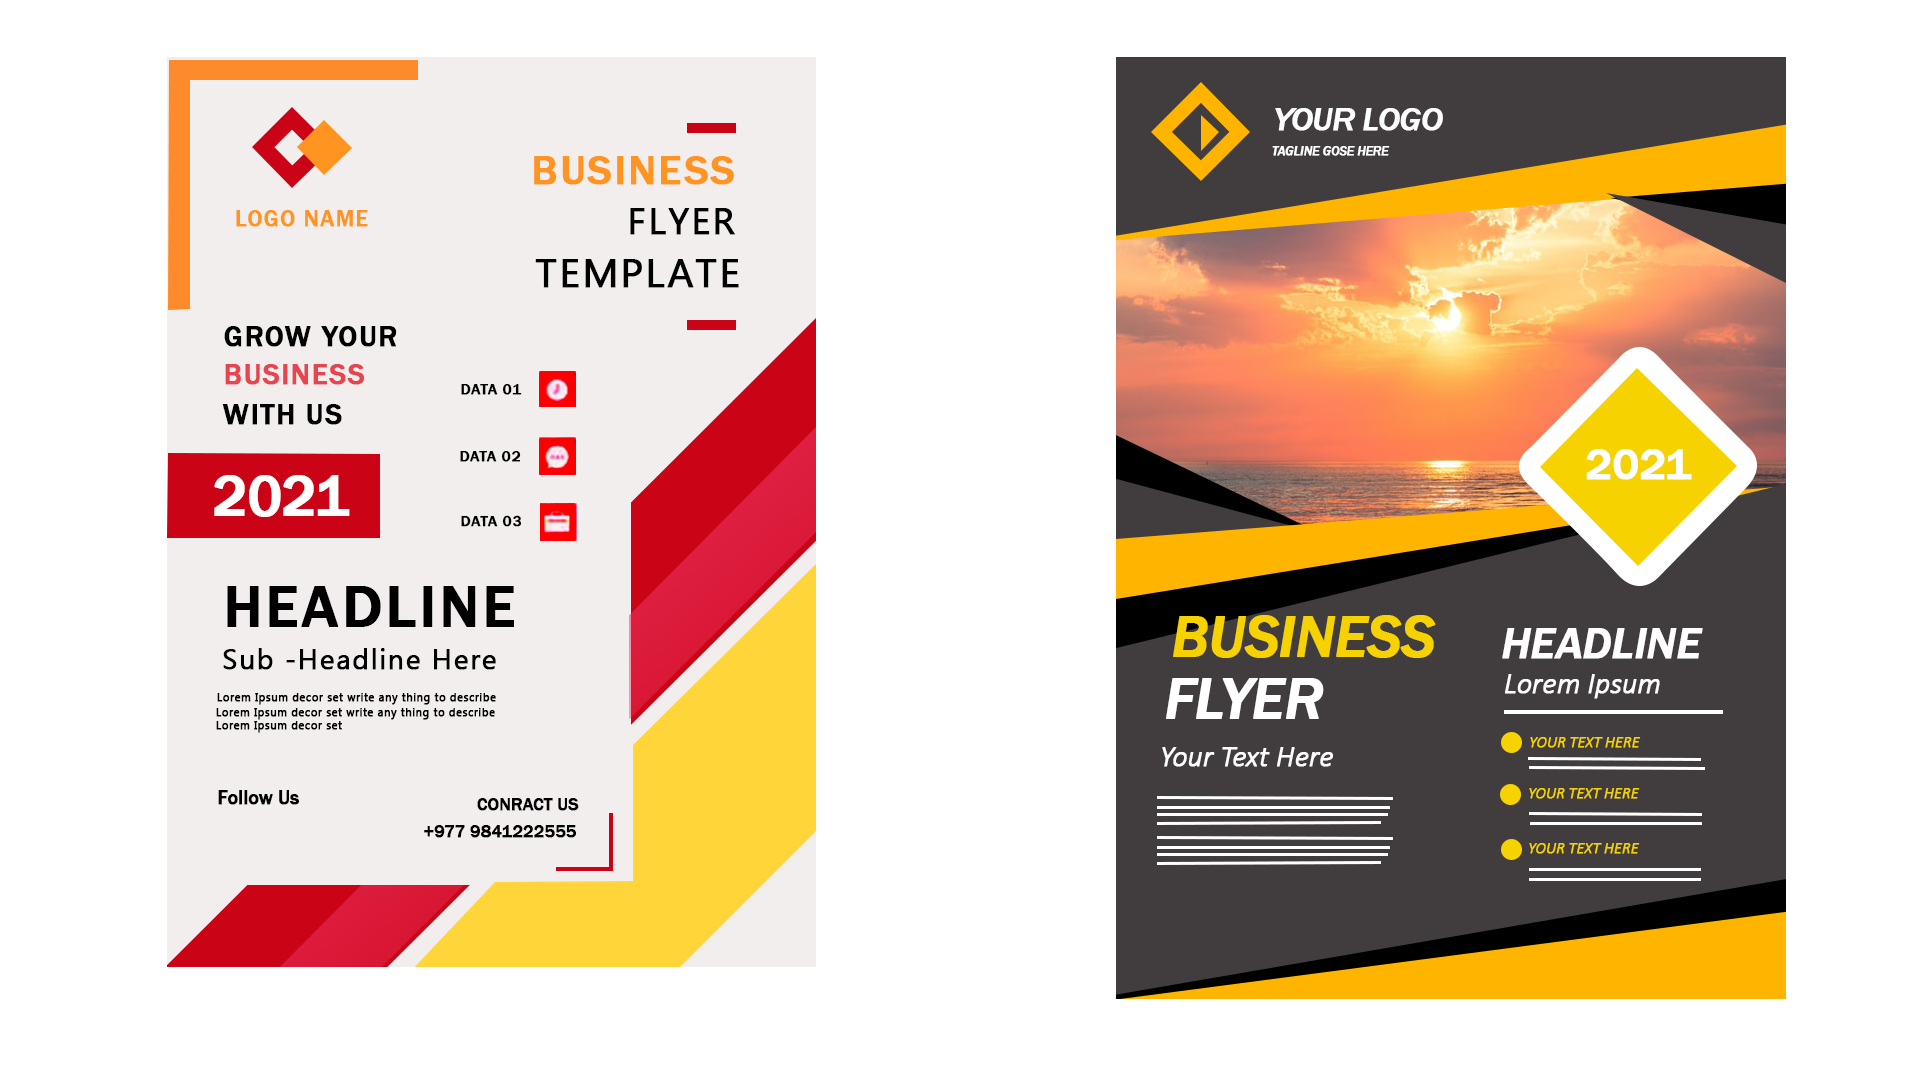 LOGO NAME
BUSINESS
FLYER
TEMPLATE
GROW YOUR
BUSINESS
WITH US
DATA 01
DATA 02
DATA 03
2021
HEADLINE
Sub -Headline Here
Lorem Ipsum decor set write any thing to describe
Lorem Ipsum decor set write any thing to describe
Lorem Ipsum decor set
Follow Us
CONRACT US
+977 9841222555
YOUR LOGO
TAGLINE GOSE HERE
2021
BUSINESS
FLYER
Your Text Here
HEADLINE
Lorem Ipsum
YOUR TEXT HERE
YOUR TEXT HERE
YOUR TEXT HERE